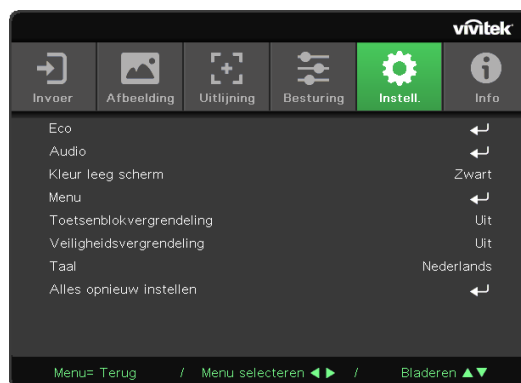 vivitek
Invoer Afbeelding Uitlijning Besturing Instell. Info
Eco
Audio
Kleur leeg scherm Zwart
Menu
Toetsenblokvergrendeling Uit
Veiligheidsvergrendeling Uit
Taal Nederlands
Alles opnieuw instellen
Menu= Terug / Menu selecteren ◀ ▶ / Bladeren ▲▼